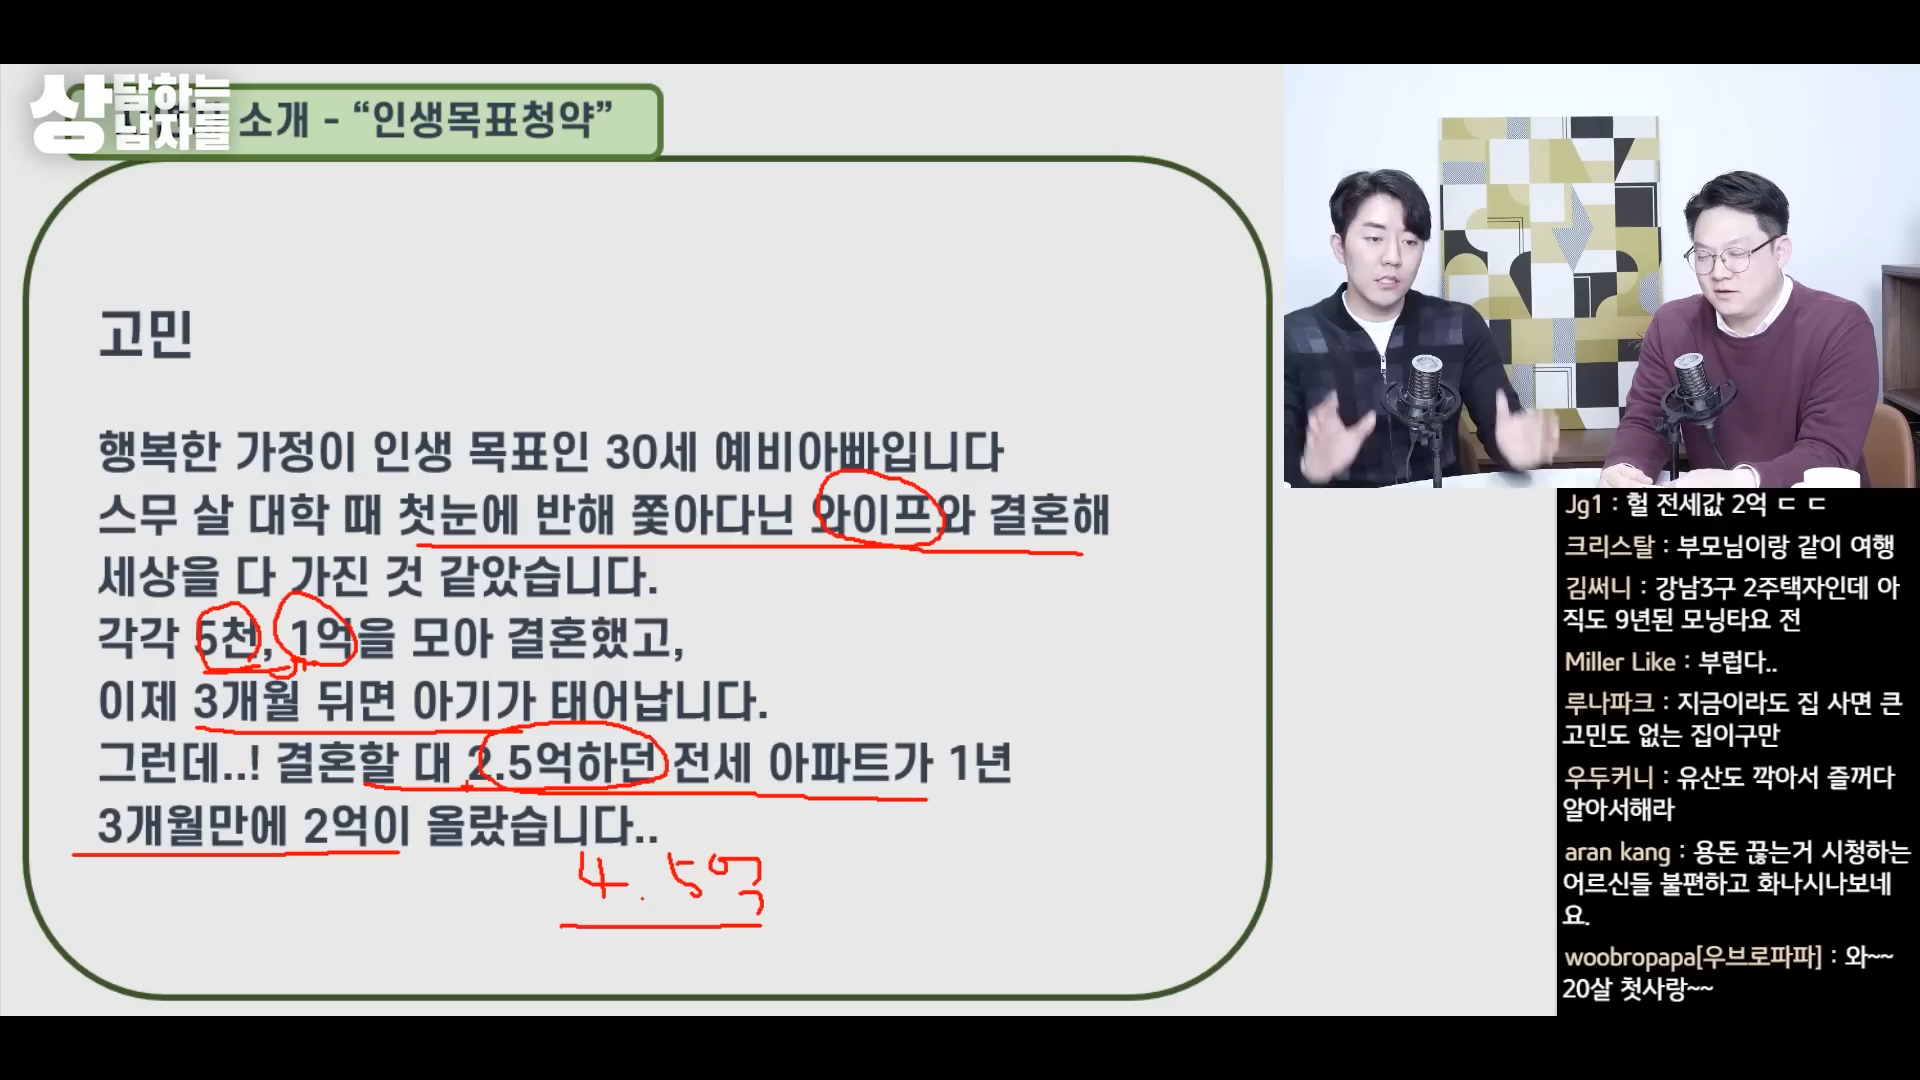 상담하는
남자들
소개 - “인생목표청약”
고민
행복한 가정이 인생 목표인 30세 예비아빠입니다
스무 살 대학 때 첫눈에 반해 쫓아다닌 와이프와 결혼해
세상을 다 가진 것 같았습니다.
각각 5천, 1억을 모아 결혼했고,
이제 3개월 뒤면 아기가 태어납니다.
그런데..! 결혼할 대 2.5억하던 전세 아파트가 1년
3개월만에 2억이 올랐습니다..
4.5억
Jg1 : 헐 전세값 2억 ㄷ ㄷ
크리스탈 : 부모님이랑 같이 여행
김써니 : 강남3구 2주택자인데 아
직도 9년된 모닝타요 전
Miller Like : 부럽다..
루나파크 : 지금이라도 집 사면 큰
고민도 없는 집이구만
우두커니 : 유산도 깍아서 줄꺼다
알아서해라
aran kang : 용돈 끊는거 시청하는
어르신들 불편하고 화나시나보네
요.
woobropapa[우브로파파] : 와~~
20살 첫사랑~~